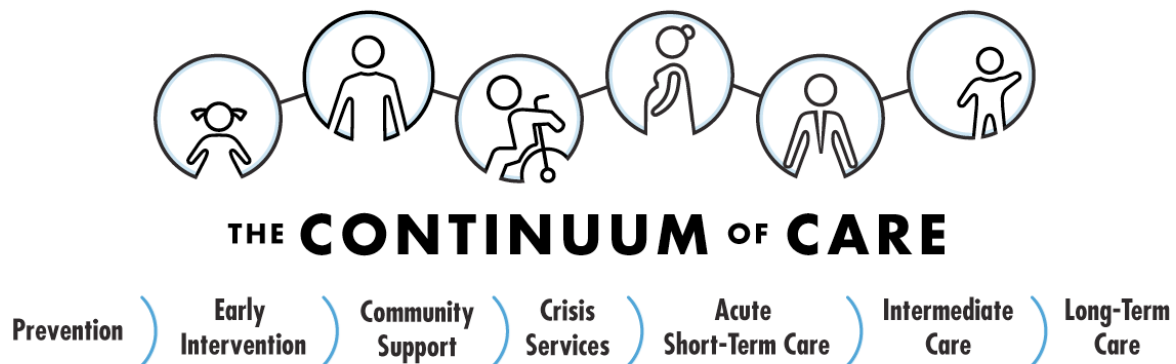 THE CONTINUUM OF CARE
Prevention
Early
Intervention
Community
Support
Crisis
Services
Acute
Short-Term Care
Intermediate
Care
Long-Term
Care